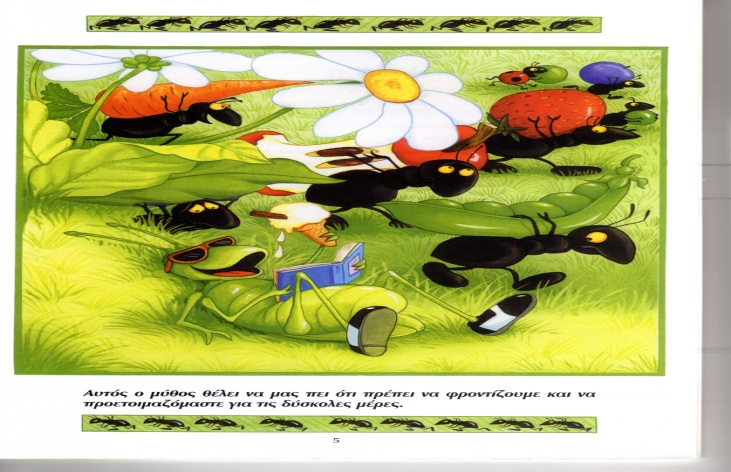 Αυτός ο μύθος θέλει να μας πει ότι πρέπει να φροντίζουμε και να
προετοιμαζόμαστε για τις δύσκολες μέρες.
5